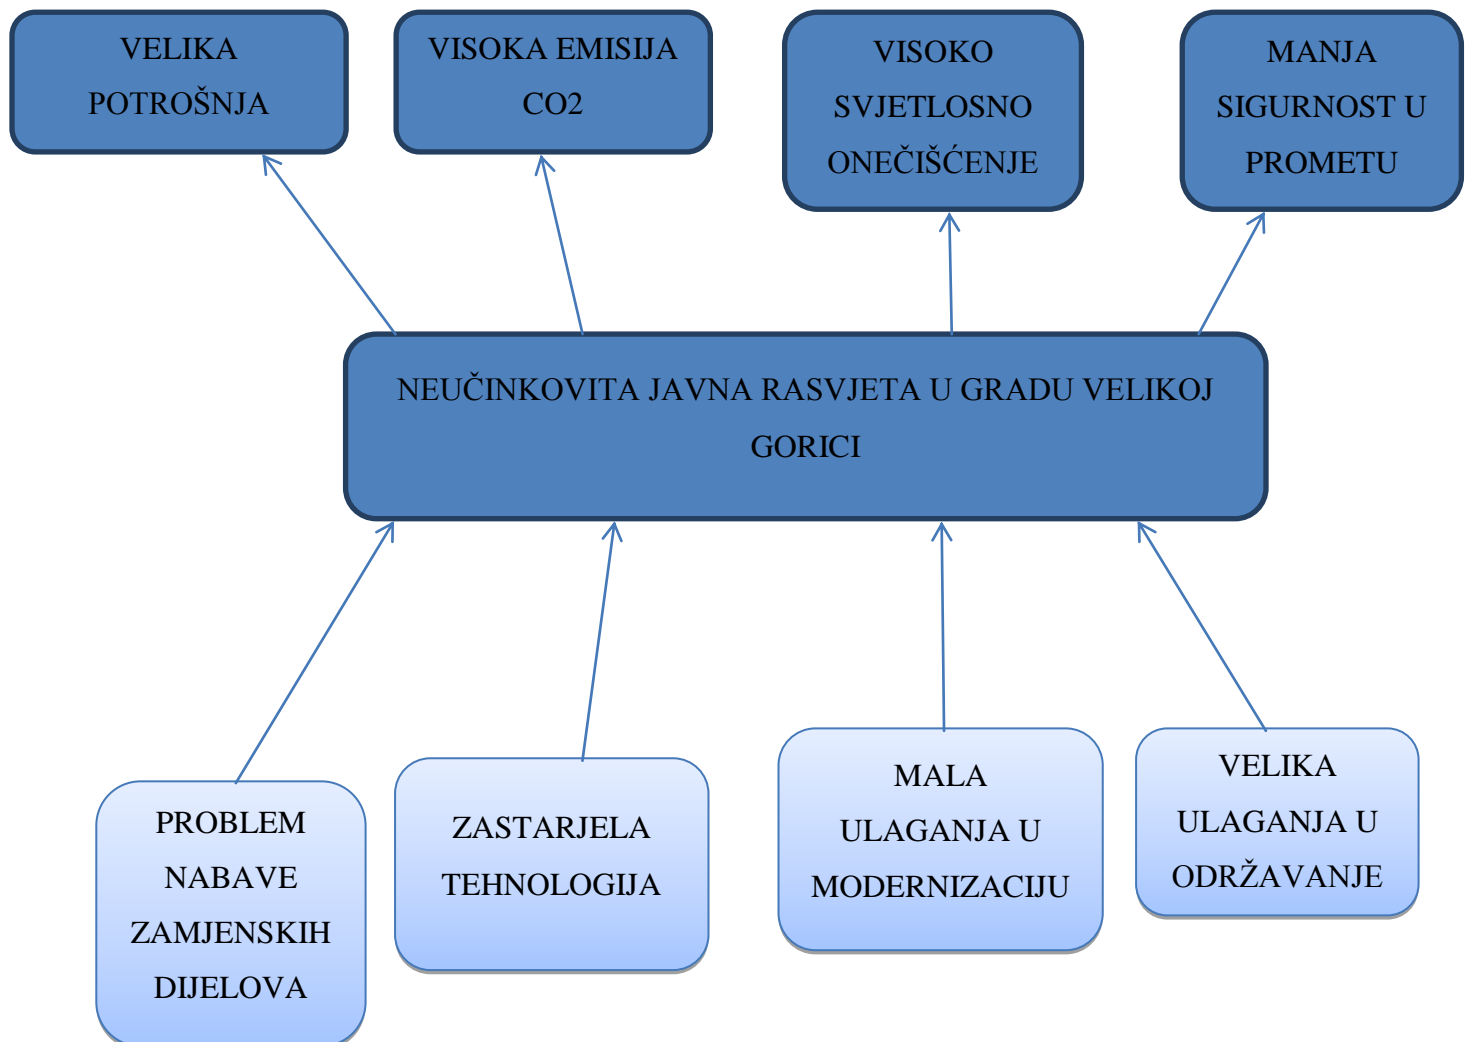 VELIKA
POTROŠNJA
VISOKA EMISIJA
CO2
VISOKO
SVJETLOSNO
ONEČIŠĆENJE
MANJA
SIGURNOST U
PROMETU
NEUČINKOVITA JAVNA RASVJETA U GRADU VELIKOJ
GORICI
PROBLEM
NABAVE
ZAMJENSKIH
DIJELOVA
ZASTARJELA
TEHNOLOGIJA
MALA
ULAGANJA U
MODERNIZACIJU
VELIKA
ULAGANJA U
ODRŽAVANJE